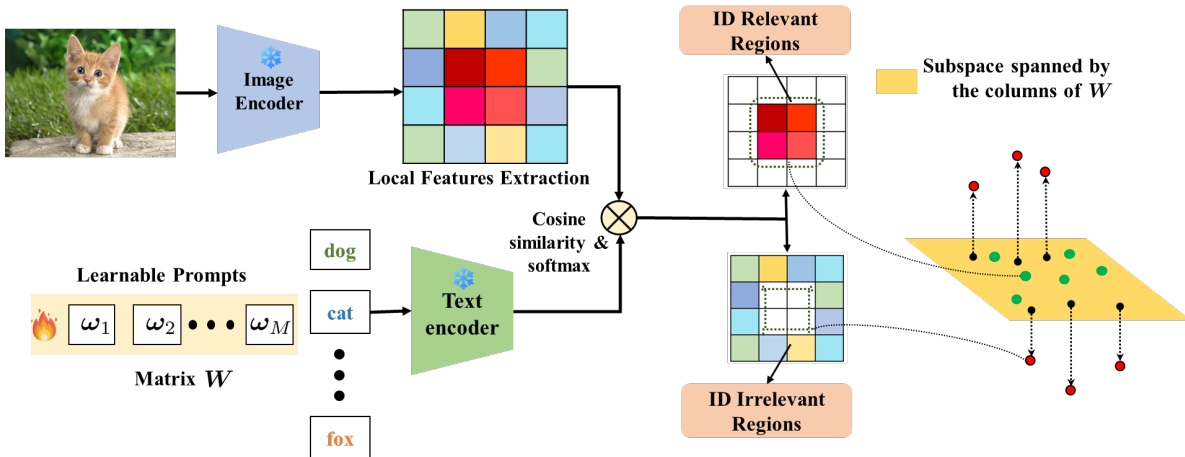 ID Relevant
Regions
Subspace spanned by
the columns of W
Image
Encoder
Local Features Extraction
Cosine
similarity &
softmax
dog
Learnable Prompts
ω1 ω2 ωM
cat
Text
encoder
Matrix W
fox
ID Irrelevant
Regions